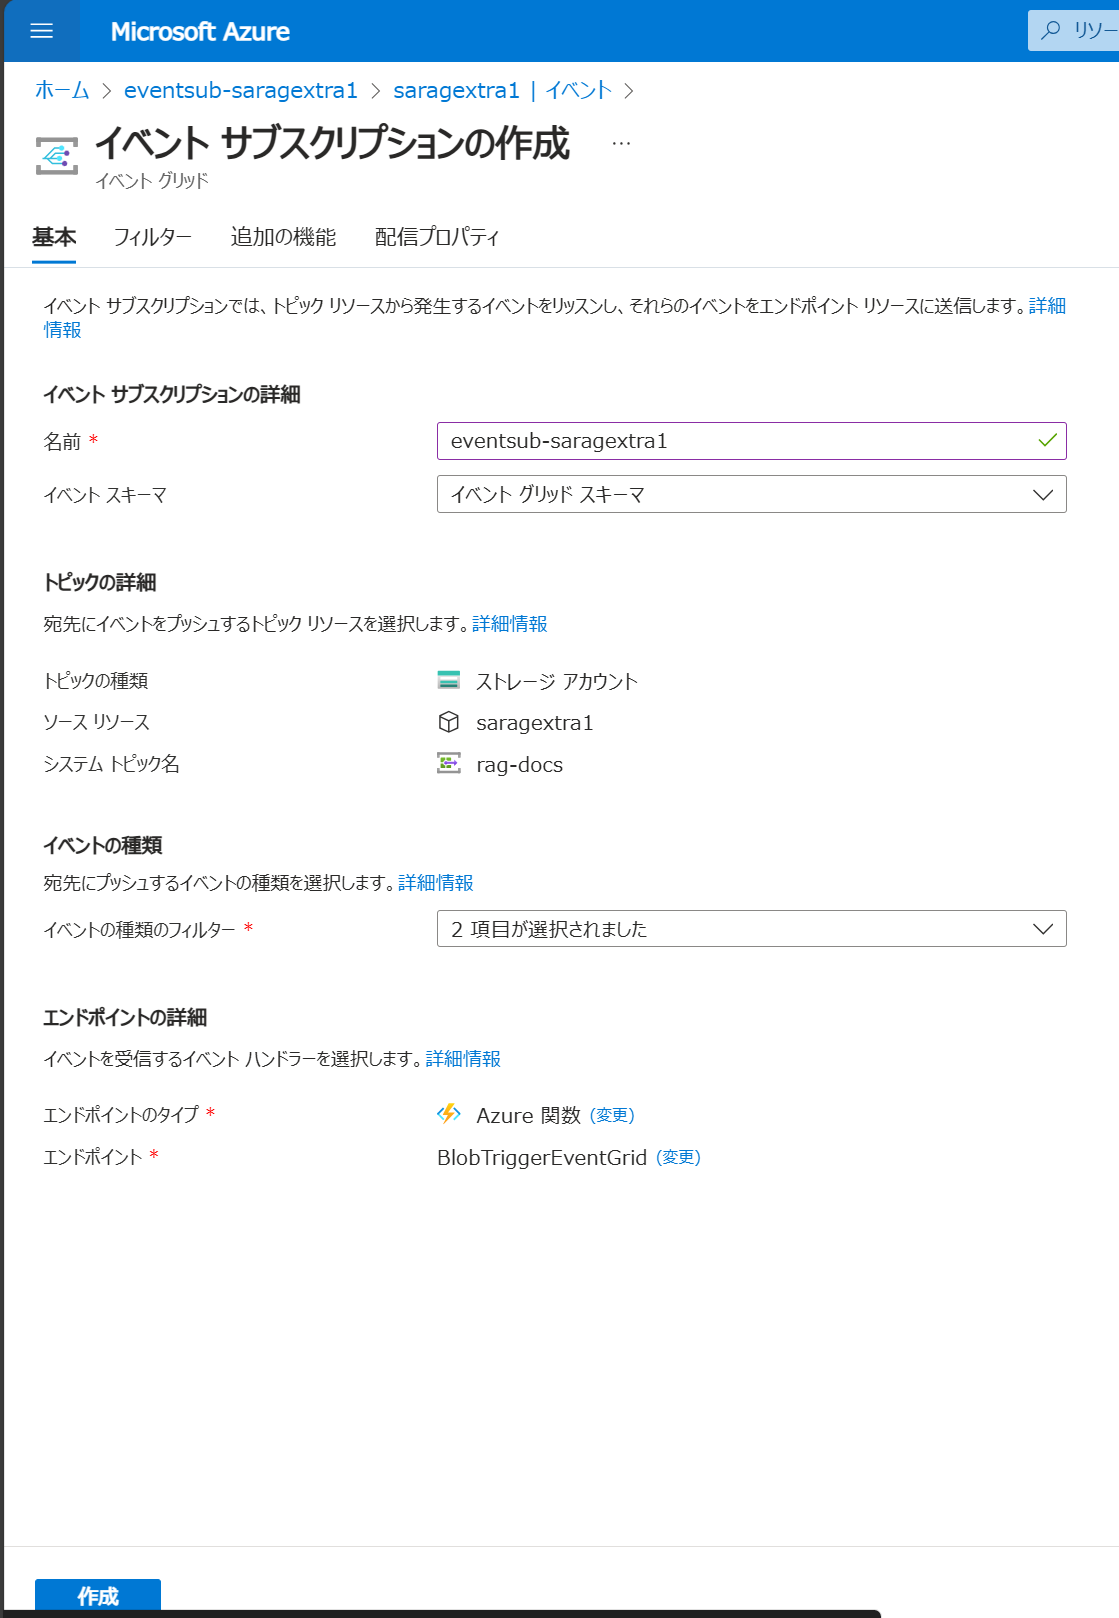 Microsoft Azure
リソー
ホーム > eventsub-saragextra1 > saragextra1 | イベント >
イベント サブスクリプションの作成 …
イベント グリッド
基本 フィルター 追加の機能 配信プロパティ
イベント サブスクリプションでは、トピック リソースから発生するイベントをリッスンし、それらのイベントをエンドポイント リソースに送信します。詳細
情報
イベント サブスクリプションの詳細
名前 * eventsub-saragextra1
イベント スキーマ イベント グリッド スキーマ
トピックの詳細
宛先にイベントをプッシュするトピック リソースを選択します。詳細情報
トピックの種類 ストレージ アカウント
ソース リソース saragextra1
システム トピック名 rag-docs
イベントの種類
宛先にプッシュするイベントの種類を選択します。詳細情報
イベントの種類のフィルター * 2 項目が選択されました
エンドポイントの詳細
イベントを受信するイベント ハンドラーを選択します。詳細情報
エンドポイントのタイプ * Azure 関数 (変更)
エンドポイント * BlobTriggerEventGrid (変更)
作成